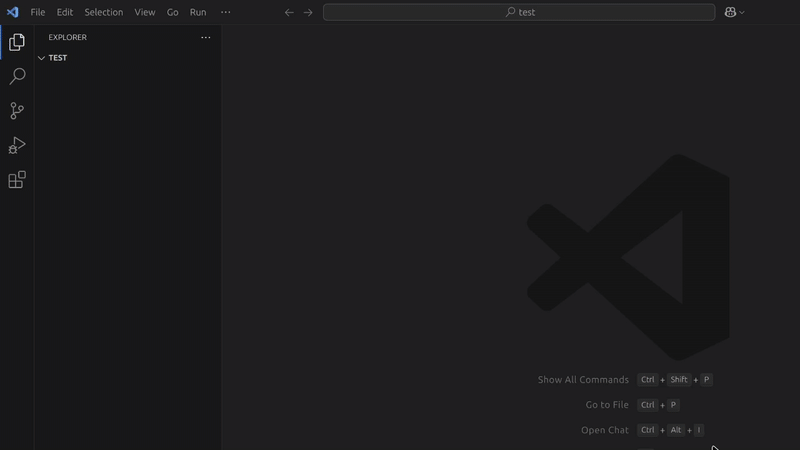 File Edit Selection View Go Run ··· test
EXPLORER ···
TEST
Show All Commands Ctrl + Shift + P
Go to File Ctrl + P
Open Chat Ctrl + Alt + I